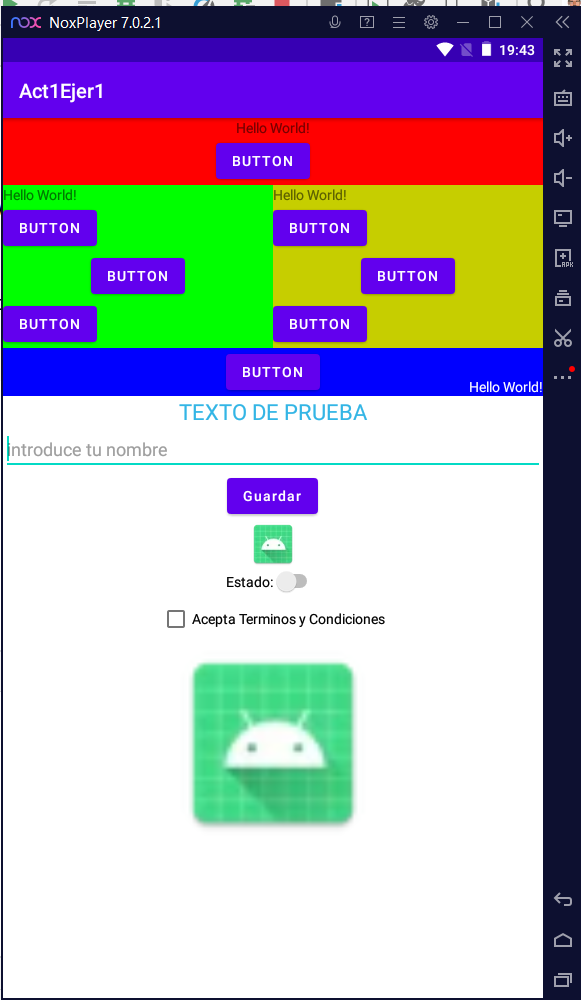 nox NoxPlayer 7.0.2.1
19:43
Act1Ejer1
Hello World!
BUTTON
Hello World!
BUTTON
BUTTON
BUTTON
Hello World!
BUTTON
BUTTON
BUTTON
BUTTON
Hello World!
TEXTO DE PRUEBA
introduce tu nombre
Guardar
Estado:
Acepta Terminos y Condiciones
APK